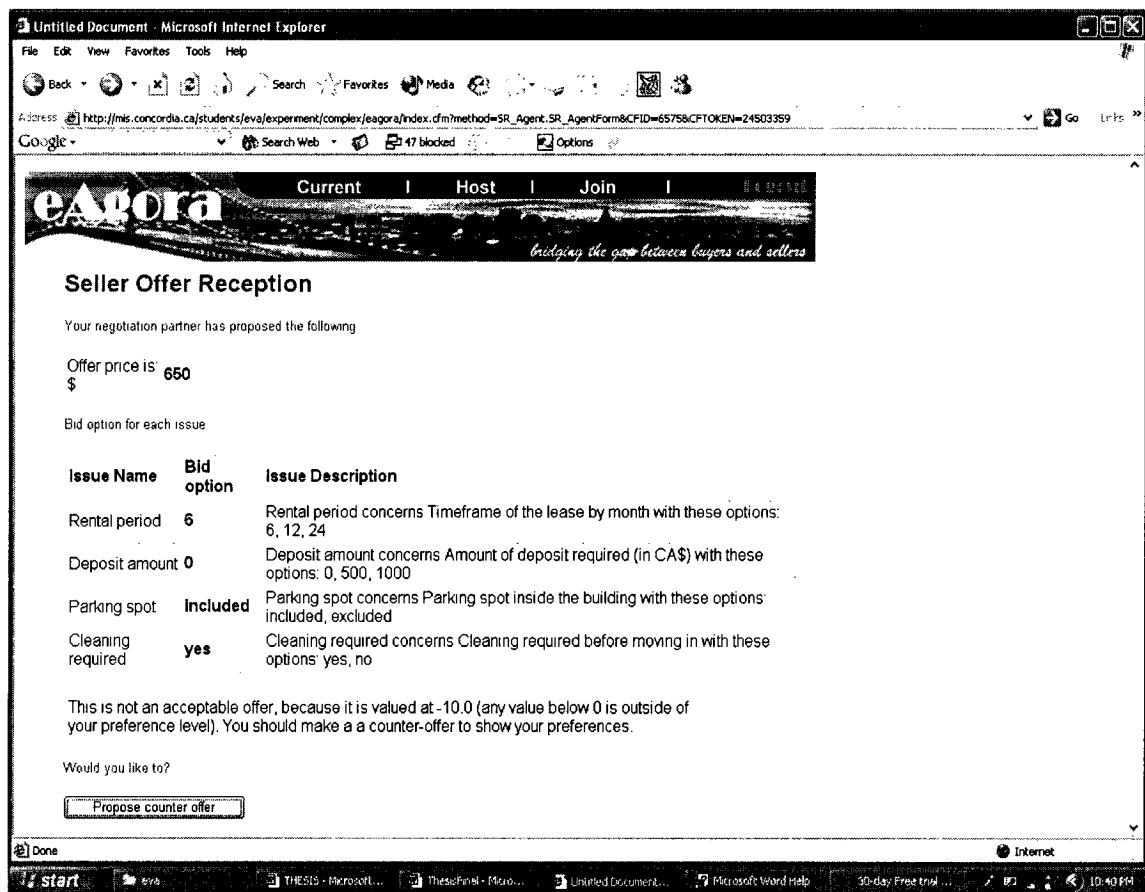 Untitled Document - Microsoft Internet Explorer
File Edit View Favorites Tools Help
Back Search Favorites Media
Address http://mis.concordia.ca/students/eva/experiment/complex/eagora/index.cfm?method=SR_Agent.SR_AgentForm&CFID=6575&CFTOKEN=24503359 Go Links »
Google Search Web 47 blocked Options
eAgora Current | Host | Join |
bridging the gap between buyers and sellers
Seller Offer Reception
Your negotiation partner has proposed the following
Offer price is: 650
$
Bid option for each issue
Issue Name Bid option Issue Description
Rental period 6 Rental period concerns Timeframe of the lease by month with these options:
6, 12, 24
Deposit amount 0 Deposit amount concerns Amount of deposit required (in CA$) with these
options: 0, 500, 1000
Parking spot included Parking spot concerns Parking spot inside the building with these options:
included, excluded
Cleaning required yes Cleaning required concerns Cleaning required before moving in with these
options: yes, no
This is not an acceptable offer, because it is valued at -10.0 (any value below 0 is outside of
your preference level). You should make a a counter-offer to show your preferences.
Would you like to?
Propose counter offer
Done Internet
start eva THESIS - Microsoft... ThesisFinal - Micro... Untitled Document... Microsoft Word Help 30-day Free trial ... 10:40 PM